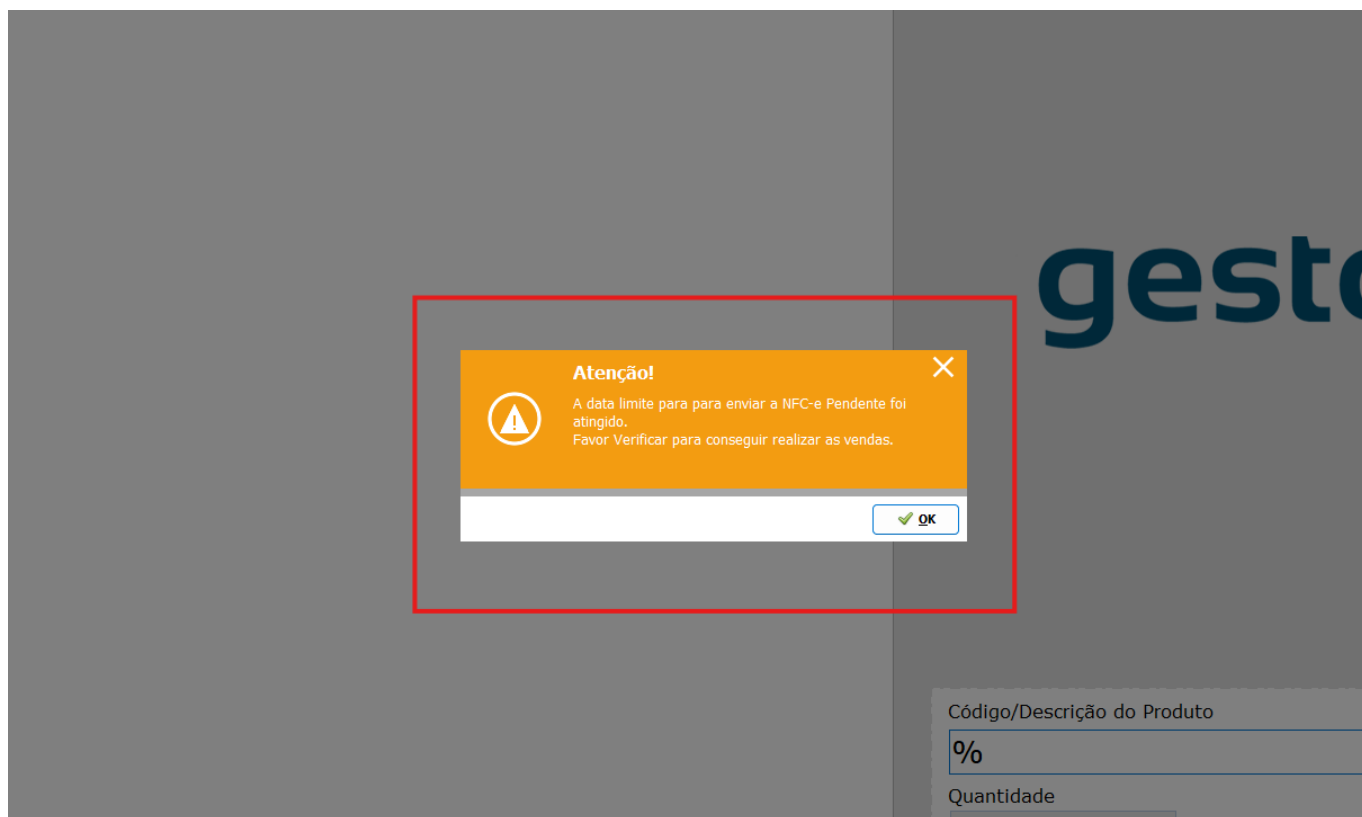 gesto
Atenção!
A data limite para para enviar a NFC-e Pendente foi
atingido.
Favor Verificar para conseguir realizar as vendas.
OK
Código/Descrição do Produto
%
Quantidade